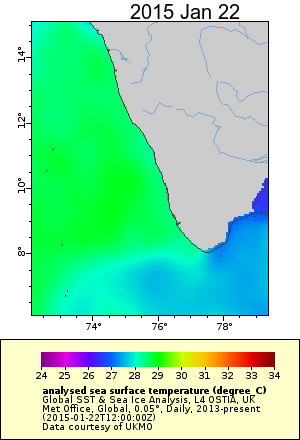 2015 Jan 22
14°
12°
10°
8°
74°
76°
78°
24 25 26 27 28 29 30 31 32 33 34
analysed sea surface temperature (degree_C)
Global SST & Sea Ice Analysis, L4 OSTIA, UK
Met Office, Global, 0.05°, Daily, 2013-present
(2015-01-22T12:00:00Z)
Data courtesy of UKMO